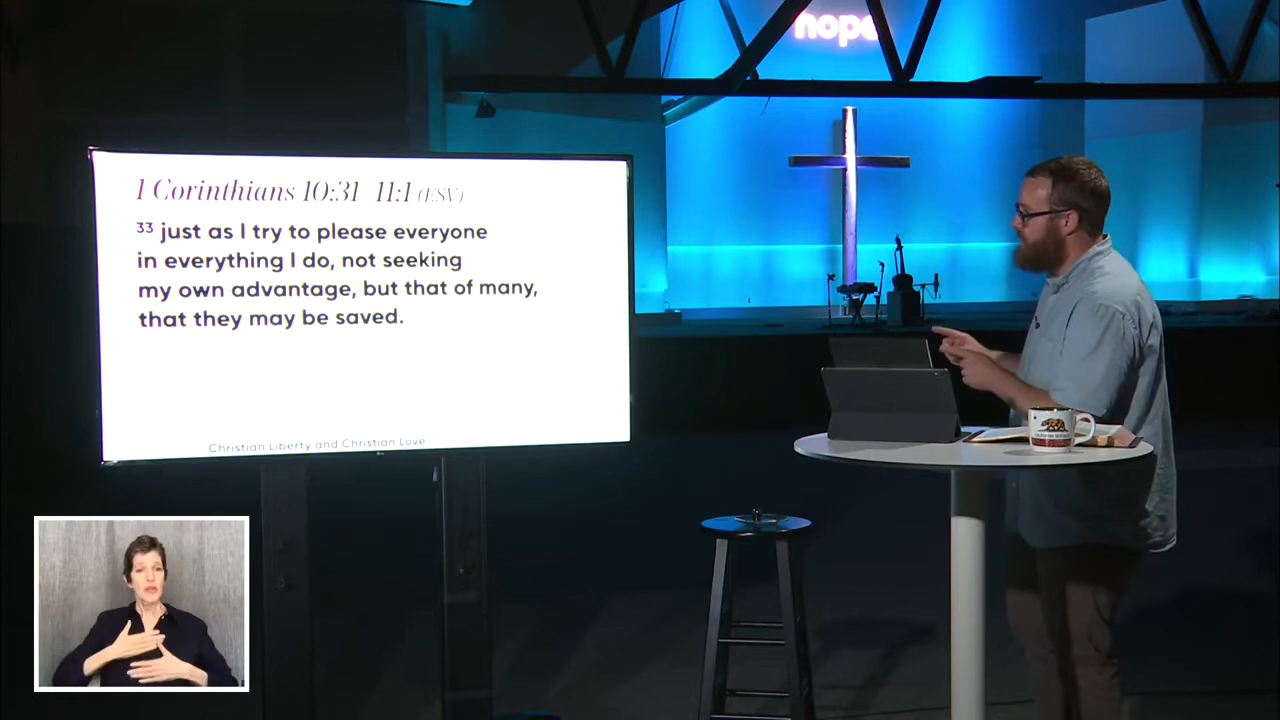 hope
1 Corinthians 10:31 11:1 (ESV)
33 just as I try to please everyone
in everything I do, not seeking
my own advantage, but that of many,
that they may be saved.
Christian Liberty and Christian Love